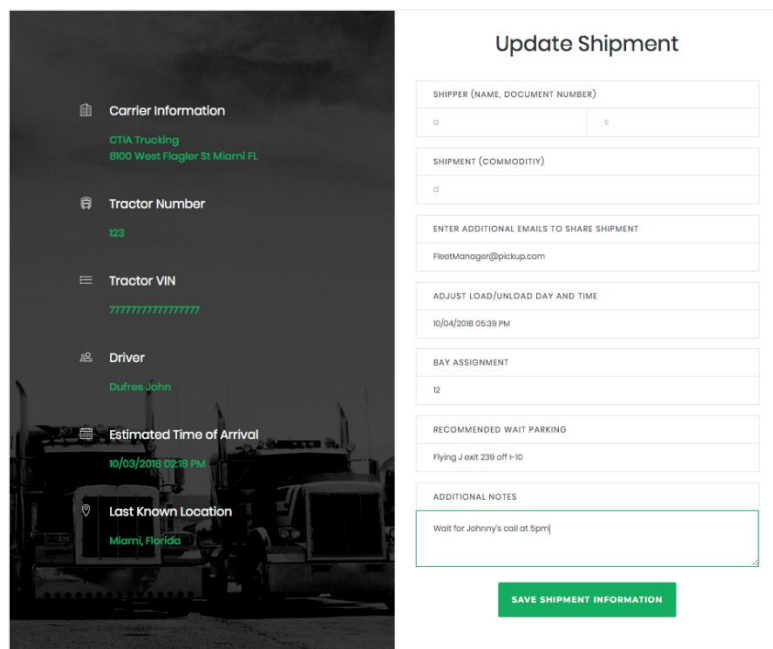 Carrier Information
CTIA Trucking
8100 West Flagler St Miami FL
Tractor Number
123
Tractor VIN
77777777777777777
Driver
Dufres John
Estimated Time of Arrival
10/03/2018 02:18 PM
Last Known Location
Miami, Florida
Update Shipment
SHIPPER (NAME, DOCUMENT NUMBER)
o s
SHIPMENT (COMMODITIY)
d
ENTER ADDITIONAL EMAILS TO SHARE SHIPMENT
FleetManager@pickup.com
ADJUST LOAD/UNLOAD DAY AND TIME
10/04/2018 05:39 PM
BAY ASSIGNMENT
12
RECOMMENDED WAIT PARKING
Flying J exit 239 off I-10
ADDITIONAL NOTES
Wait for Johnny's call at 5pm
SAVE SHIPMENT INFORMATION